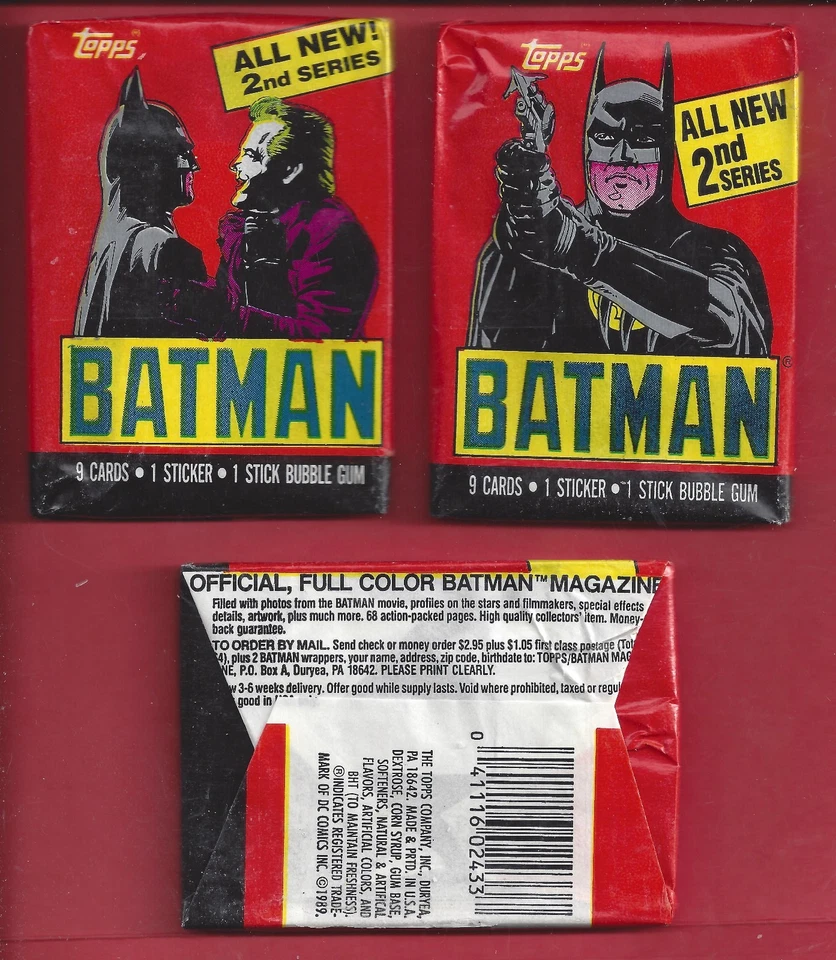 Topps
ALL NEW!
2nd SERIES
BATMAN
9 CARDS • 1 STICKER • 1 STICK BUBBLE GUM
Topps
ALL NEW
2nd
SERIES
BATMAN®
9 CARDS • 1 STICKER • 1 STICK BUBBLE GUM
OFFICIAL, FULL COLOR BATMAN™ MAGAZINE
Filled with photos from the BATMAN movie, profiles on the stars and filmmakers, special effects
details, artwork, plus much more. 68 action-packed pages. High quality collectors' item. Money-
back guarantee.
TO ORDER BY MAIL. Send check or money order $2.95 plus $1.05 first class postage (Tot
4), plus 2 BATMAN wrappers, your name, address, zip code, birthdate to: TOPPS/BATMAN MAG
NE, P.O. Box A, Duryea, PA 18642. PLEASE PRINT CLEARLY.
w 3-6 weeks delivery. Offer good while supply lasts. Void where prohibited, taxed or regul
good in
THE TOPPS COMPANY, INC., DURYEA,
PA 18642. MADE & PRTD. IN U.S.A.
DEXTROSE, CORN SYRUP, GUM BASE,
SOFTENERS, NATURAL & ARTIFICAL
FLAVORS, ARTIFICAL COLORS, AND
BHT (TO MAINTAIN FRESHNESS).
®INDICATES REGISTERED TRADE-
MARK OF DC COMICS INC. ©1989.
0 41116 02433